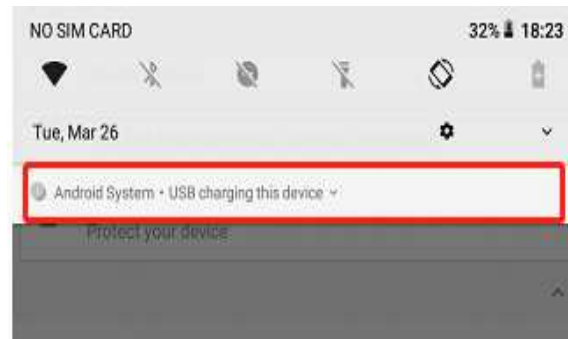 NO SIM CARD 32% 18:23
Tue, Mar 26
Android System • USB charging this device
Protect your device